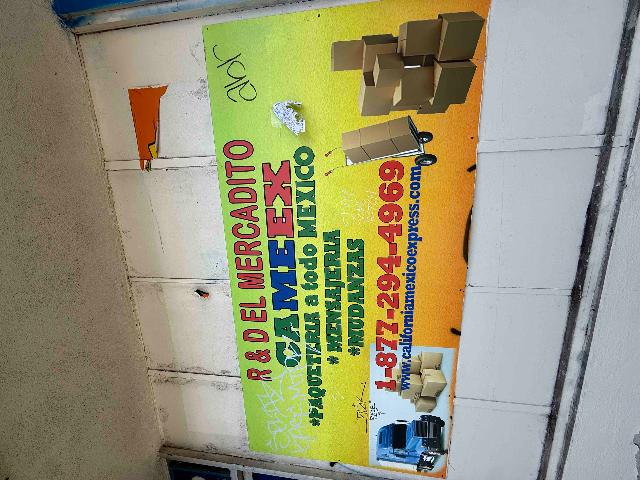 R & D EL MERCADITO
CAMEEX
*PAQUETERIA a todo MEXICO
* MENSAJERIA
*MUDANZAS
1-877-294-4969
www.californiamexicoexpress.com